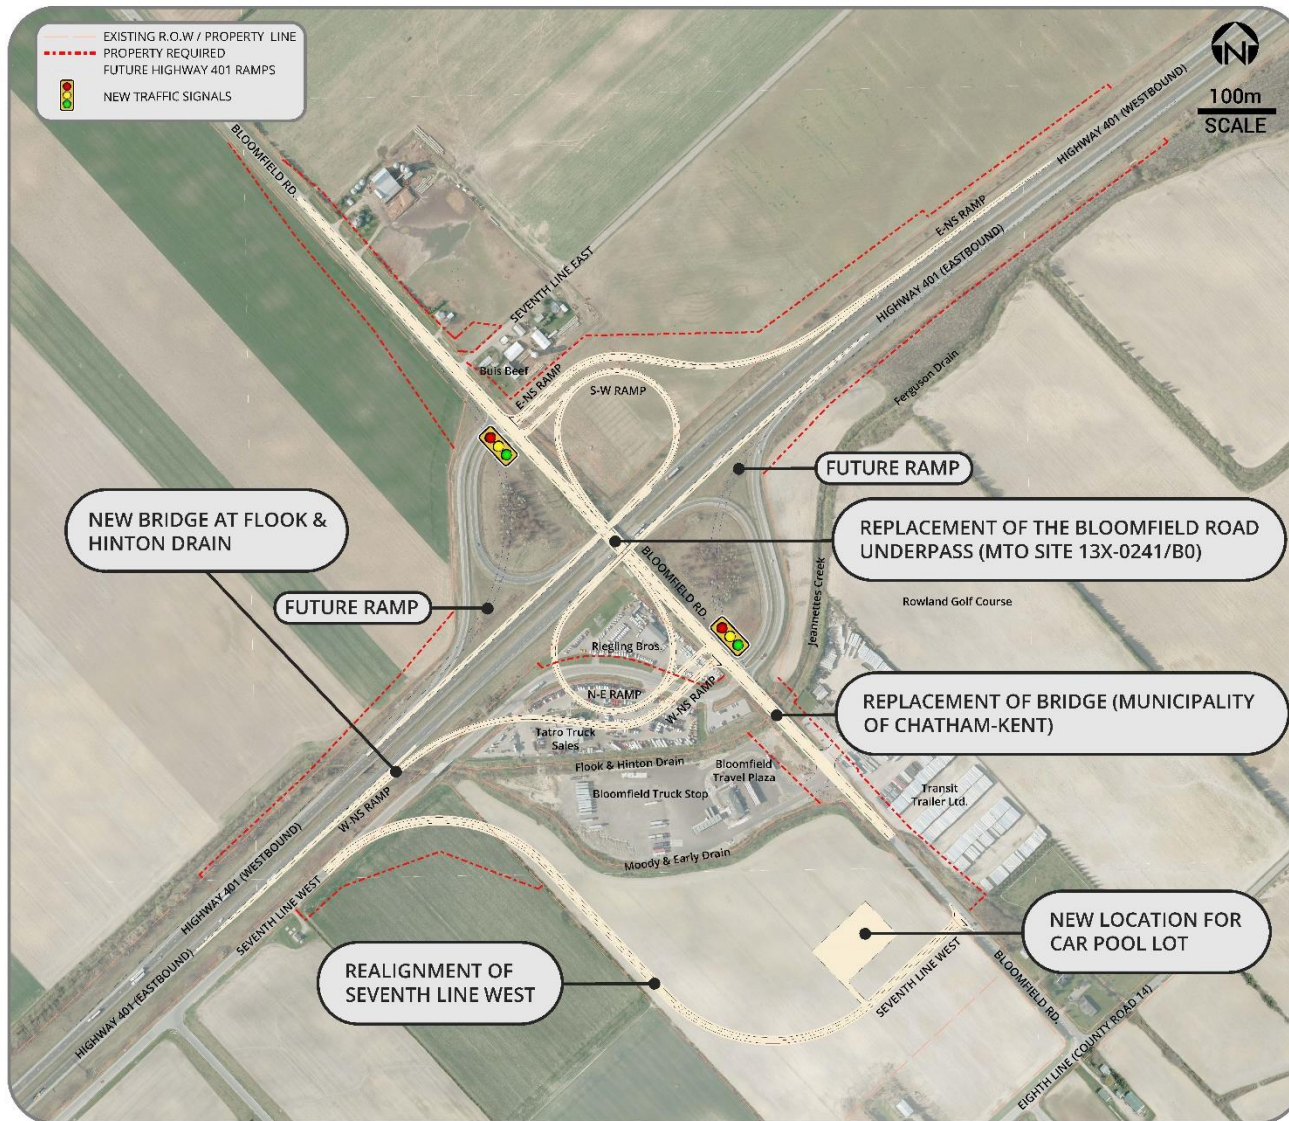 EXISTING R.O.W / PROPERTY LINE
PROPERTY REQUIRED
FUTURE HIGHWAY 401 RAMPS
NEW TRAFFIC SIGNALS
N
100m
SCALE
BLOOMFIELD RD.
HIGHWAY 401 (WESTBOUND)
E-NS RAMP
HIGHWAY 401 (EASTBOUND)
SEVENTH LINE EAST
Buis Beef
E-NS RAMP
S-W RAMP
Ferguson Drain
FUTURE RAMP
NEW BRIDGE AT FLOOK &
HINTON DRAIN
REPLACEMENT OF THE BLOOMFIELD ROAD
UNDERPASS (MTO SITE 13X-0241/B0)
BLOOMFIELD RD.
FUTURE RAMP
Jeannettes Creek
Rowland Golf Course
Riegling Bros.
N-E RAMP
W-NS RAMP
REPLACEMENT OF BRIDGE (MUNICIPALITY
OF CHATHAM-KENT)
Tatro Truck
Sales
Flook & Hinton Drain
Bloomfield
Travel Plaza
Bloomfield Truck Stop
Transit
Trailer Ltd.
W-NS RAMP
Moody & Early Drain
HIGHWAY 401 (WESTBOUND)
SEVENTH LINE WEST
HIGHWAY 401 (EASTBOUND)
NEW LOCATION FOR
CAR POOL LOT
REALIGNMENT OF
SEVENTH LINE WEST
SEVENTH LINE WEST
BLOOMFIELD RD.
EIGHTH LINE (COUNTY ROAD 14)